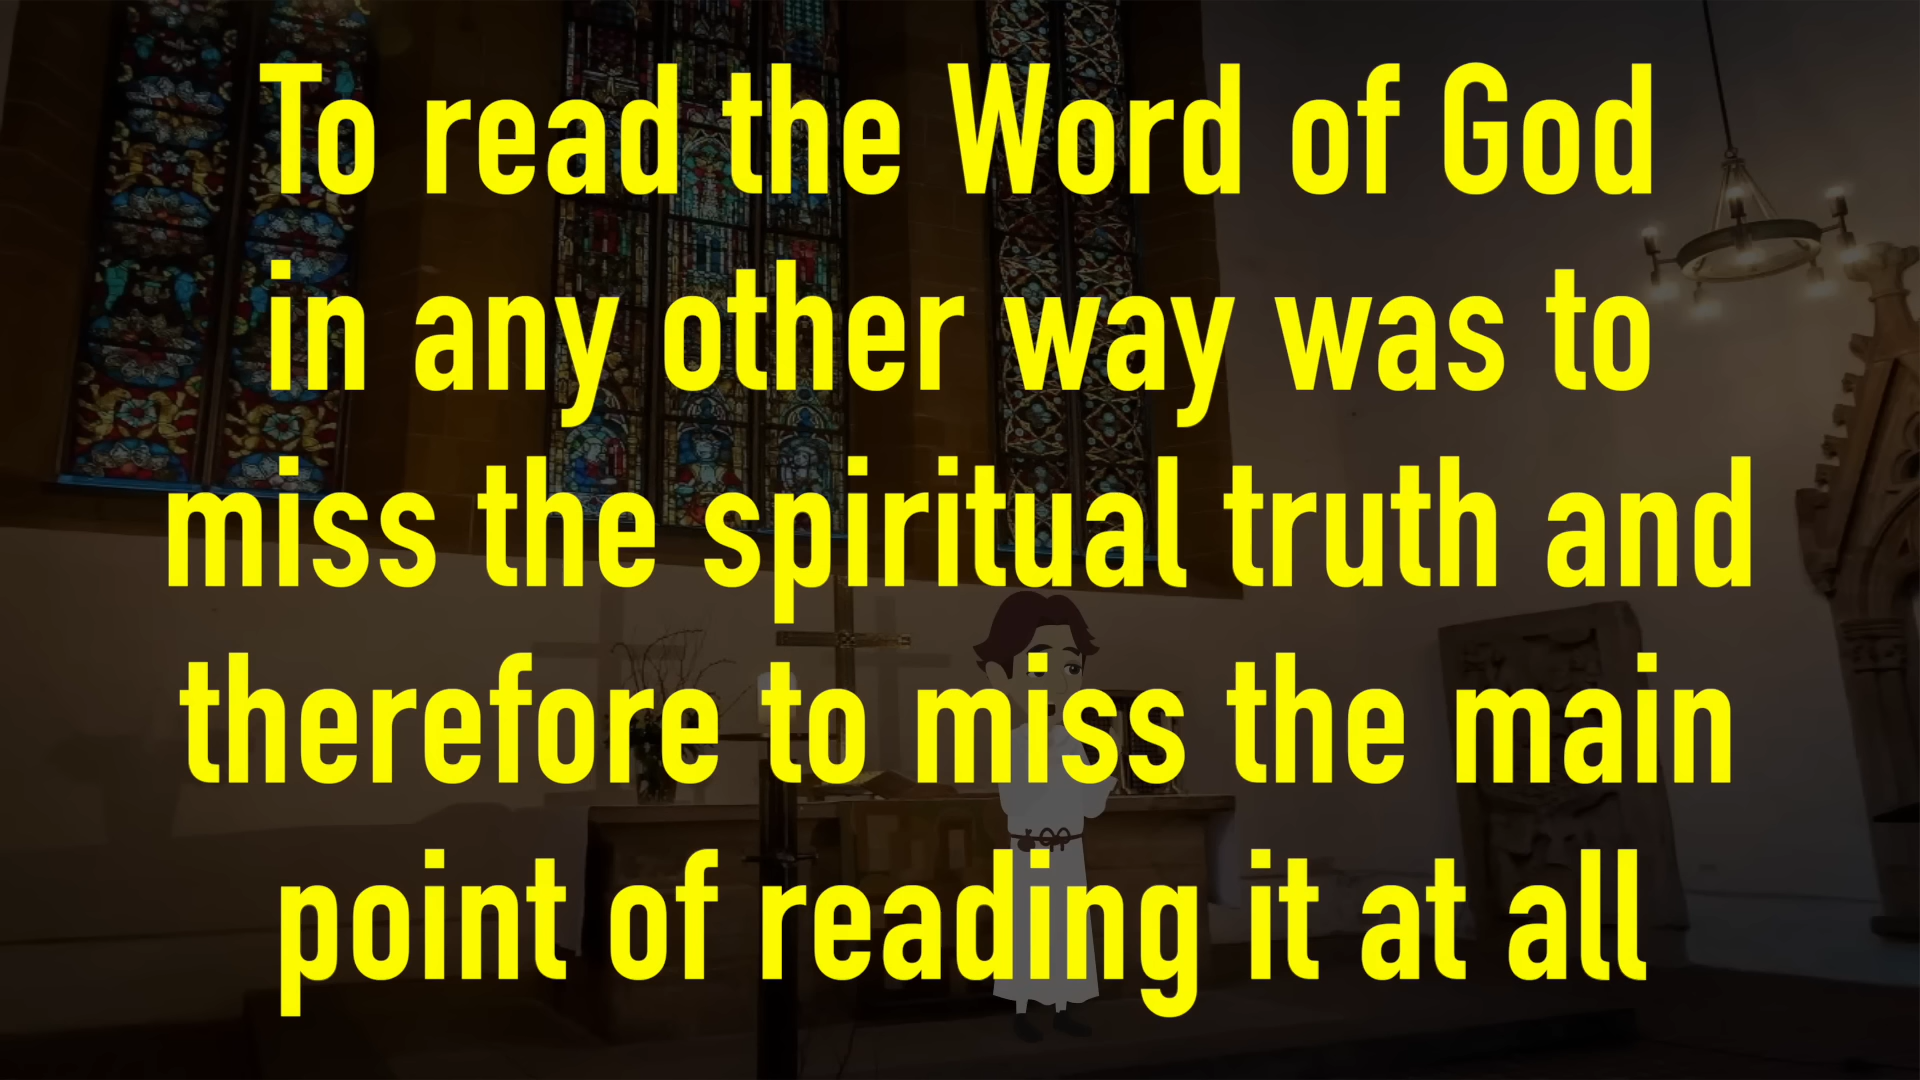 To read the Word of God
in any other way was to
miss the spiritual truth and
therefore to miss the main
point of reading it at all